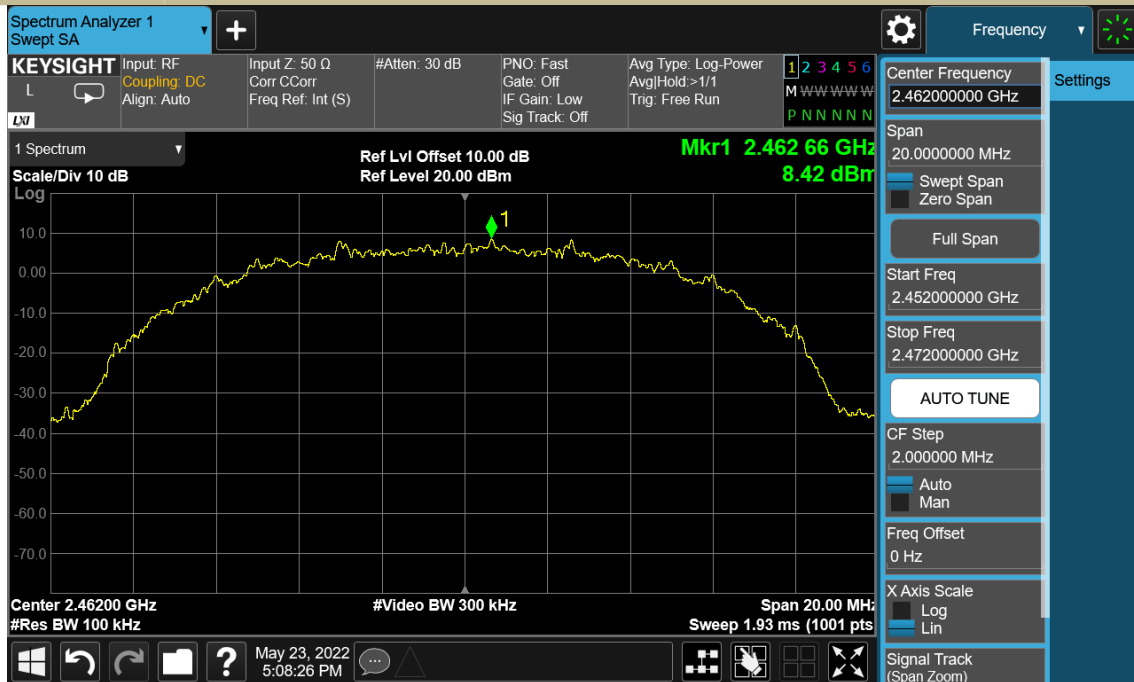 Spectrum Analyzer 1
Swept SA
Frequency
KEYSIGHT
L
LXI
Input: RF
Coupling: DC
Align: Auto
Input Z: 50 Ω
Corr CCorr
Freq Ref: Int (S)
#Atten: 30 dB
PNO: Fast
Gate: Off
IF Gain: Low
Sig Track: Off
Avg Type: Log-Power
Avg|Hold:>1/1
Trig: Free Run
1 2 3 4 5 6
M W W W W W
P N N N N N
1 Spectrum
Scale/Div 10 dB
Log
Ref Lvl Offset 10.00 dB
Ref Level 20.00 dBm
Mkr1 2.462 66 GHz
8.42 dBm
1
10.0
0.00
-10.0
-20.0
-30.0
-40.0
-50.0
-60.0
-70.0
Center 2.46200 GHz
#Res BW 100 kHz
#Video BW 300 kHz
Span 20.00 MHz
Sweep 1.93 ms (1001 pts
May 23, 2022
5:08:26 PM
Center Frequency
2.462000000 GHz
Span
20.0000000 MHz
Swept Span
Zero Span
Full Span
Start Freq
2.452000000 GHz
Stop Freq
2.472000000 GHz
AUTO TUNE
CF Step
2.000000 MHz
Auto
Man
Freq Offset
0 Hz
X Axis Scale
Log
Lin
Signal Track
(Span Zoom)
Settings